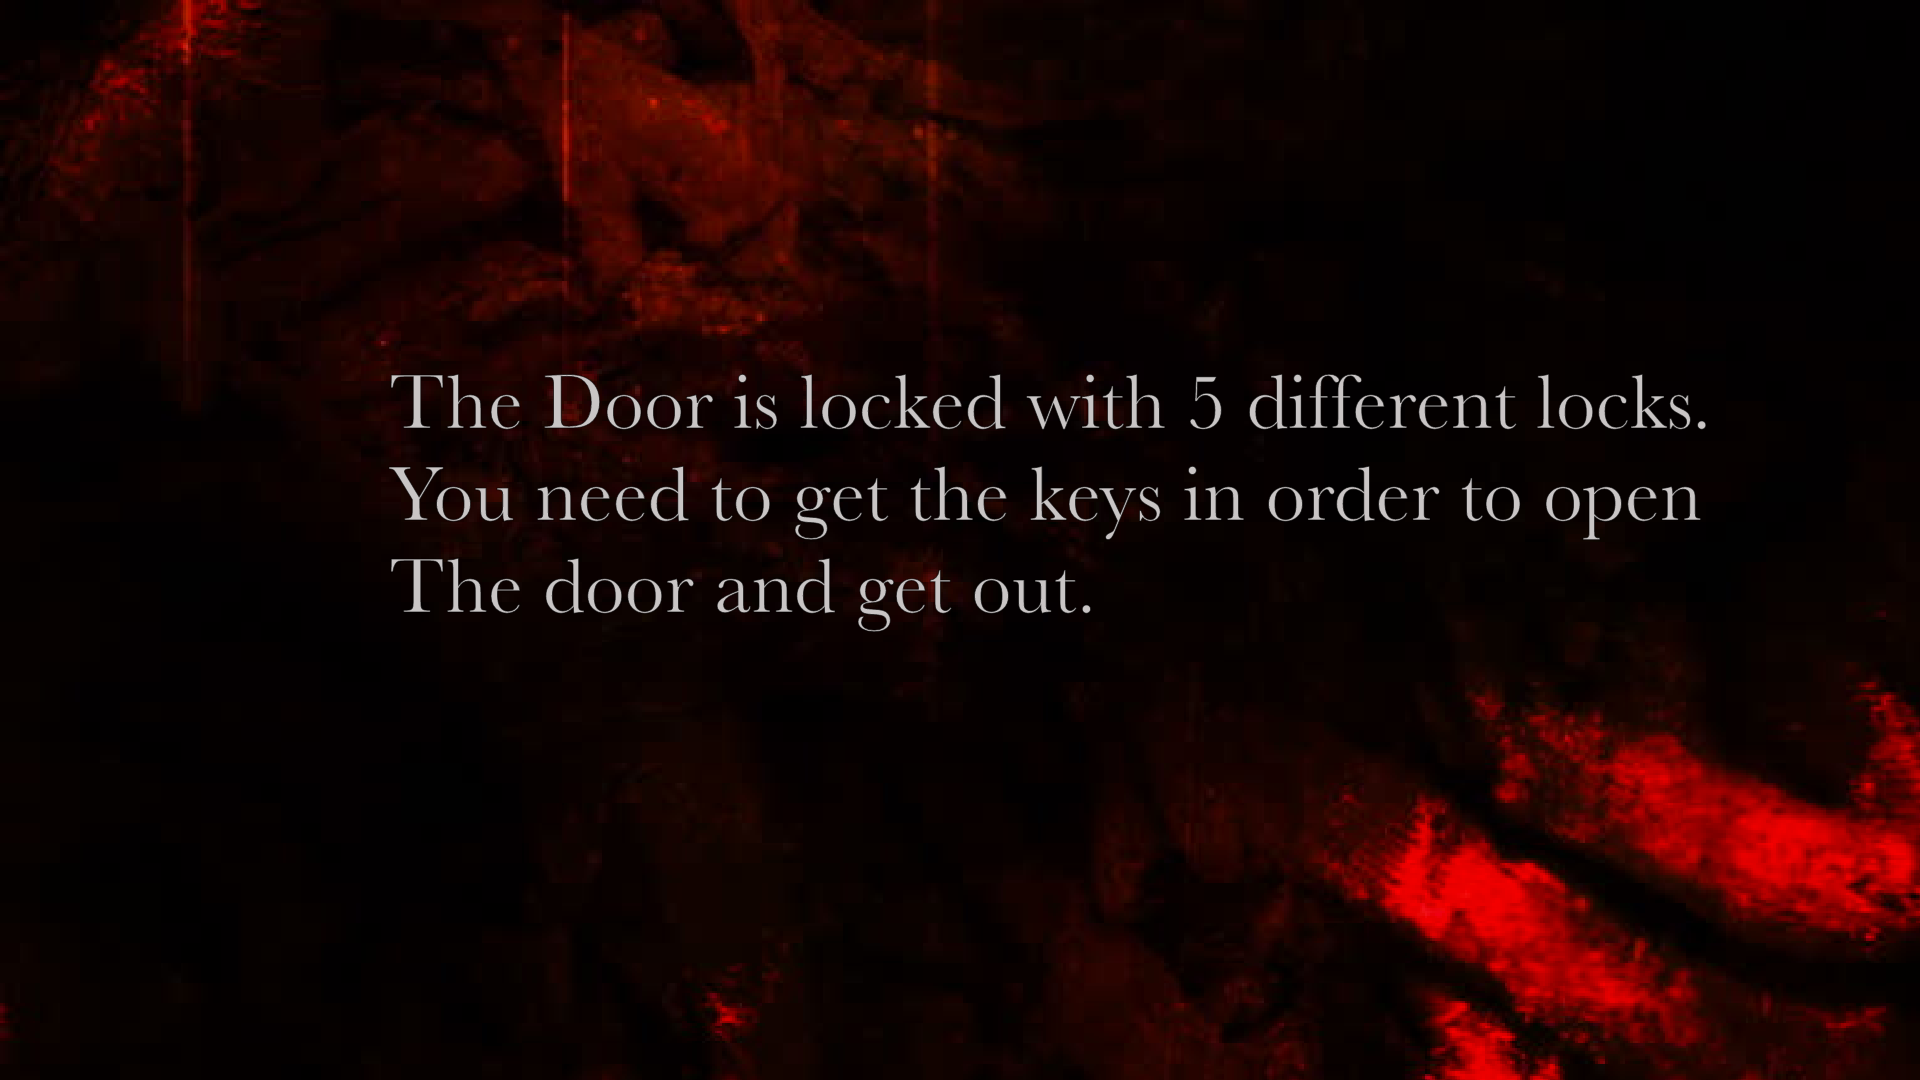 The Door is locked with 5 different locks.
You need to get the keys in order to open
The door and get out.